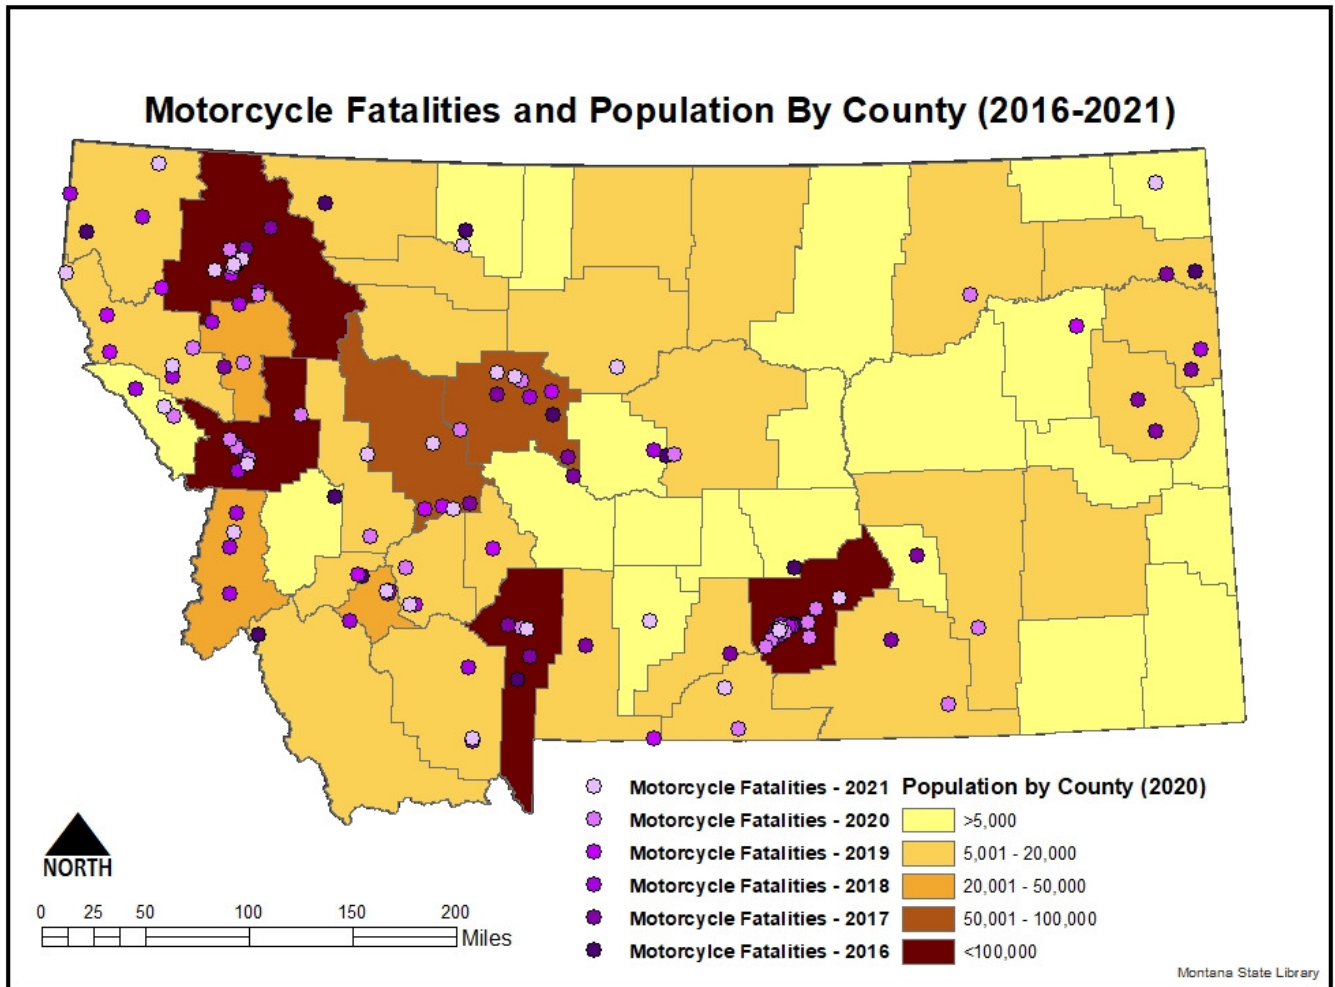 Motorcycle Fatalities and Population By County (2016-2021)
Motorcycle Fatalities - 2021
Motorcycle Fatalities - 2020
Motorcycle Fatalities - 2019
Motorcycle Fatalities - 2018
Motorcycle Fatalities - 2017
Motorcylce Fatalities - 2016
Population by County (2020)
>5,000
5,001 - 20,000
20,001 - 50,000
50,001 - 100,000
<100,000
NORTH
0 25 50 100 150 200
Miles
Montana State Library